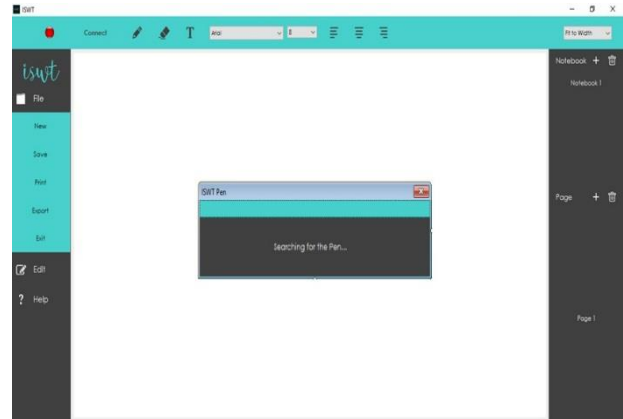 ISWT
Connect
T
Arial
8
Fit to Width
iswt
File
New
Save
Print
Export
Exit
Edit
? Help
ISWT Pen
Searching for the Pen...
Notebook +
Notebook 1
Page +
Page 1